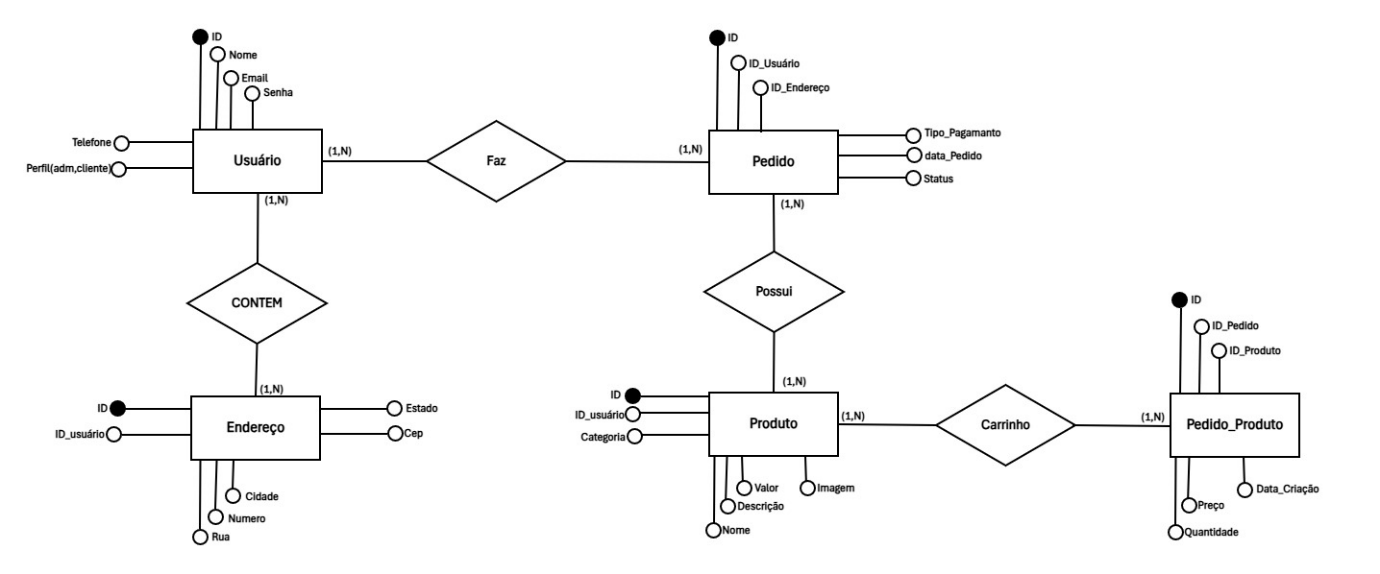 ID
Nome
Email
Senha
Telefone
Perfil(adm,cliente)
Usuário
(1,N)
Faz
(1,N)
ID
ID_Usuário
ID_Endereço
Pedido
Tipo_Pagamanto
data_Pedido
Status
(1,N)
CONTEM
(1,N)
ID
ID_usuário
Endereço
Estado
Cep
Cidade
Numero
Rua
(1,N)
Possui
(1,N)
ID
ID_usuário
Categoria
Produto
Valor
Imagem
Descrição
Nome
(1,N)
Carrinho
(1,N)
ID
ID_Pedido
ID_Produto
Pedido_Produto
Data_Criação
Preço
Quantidade